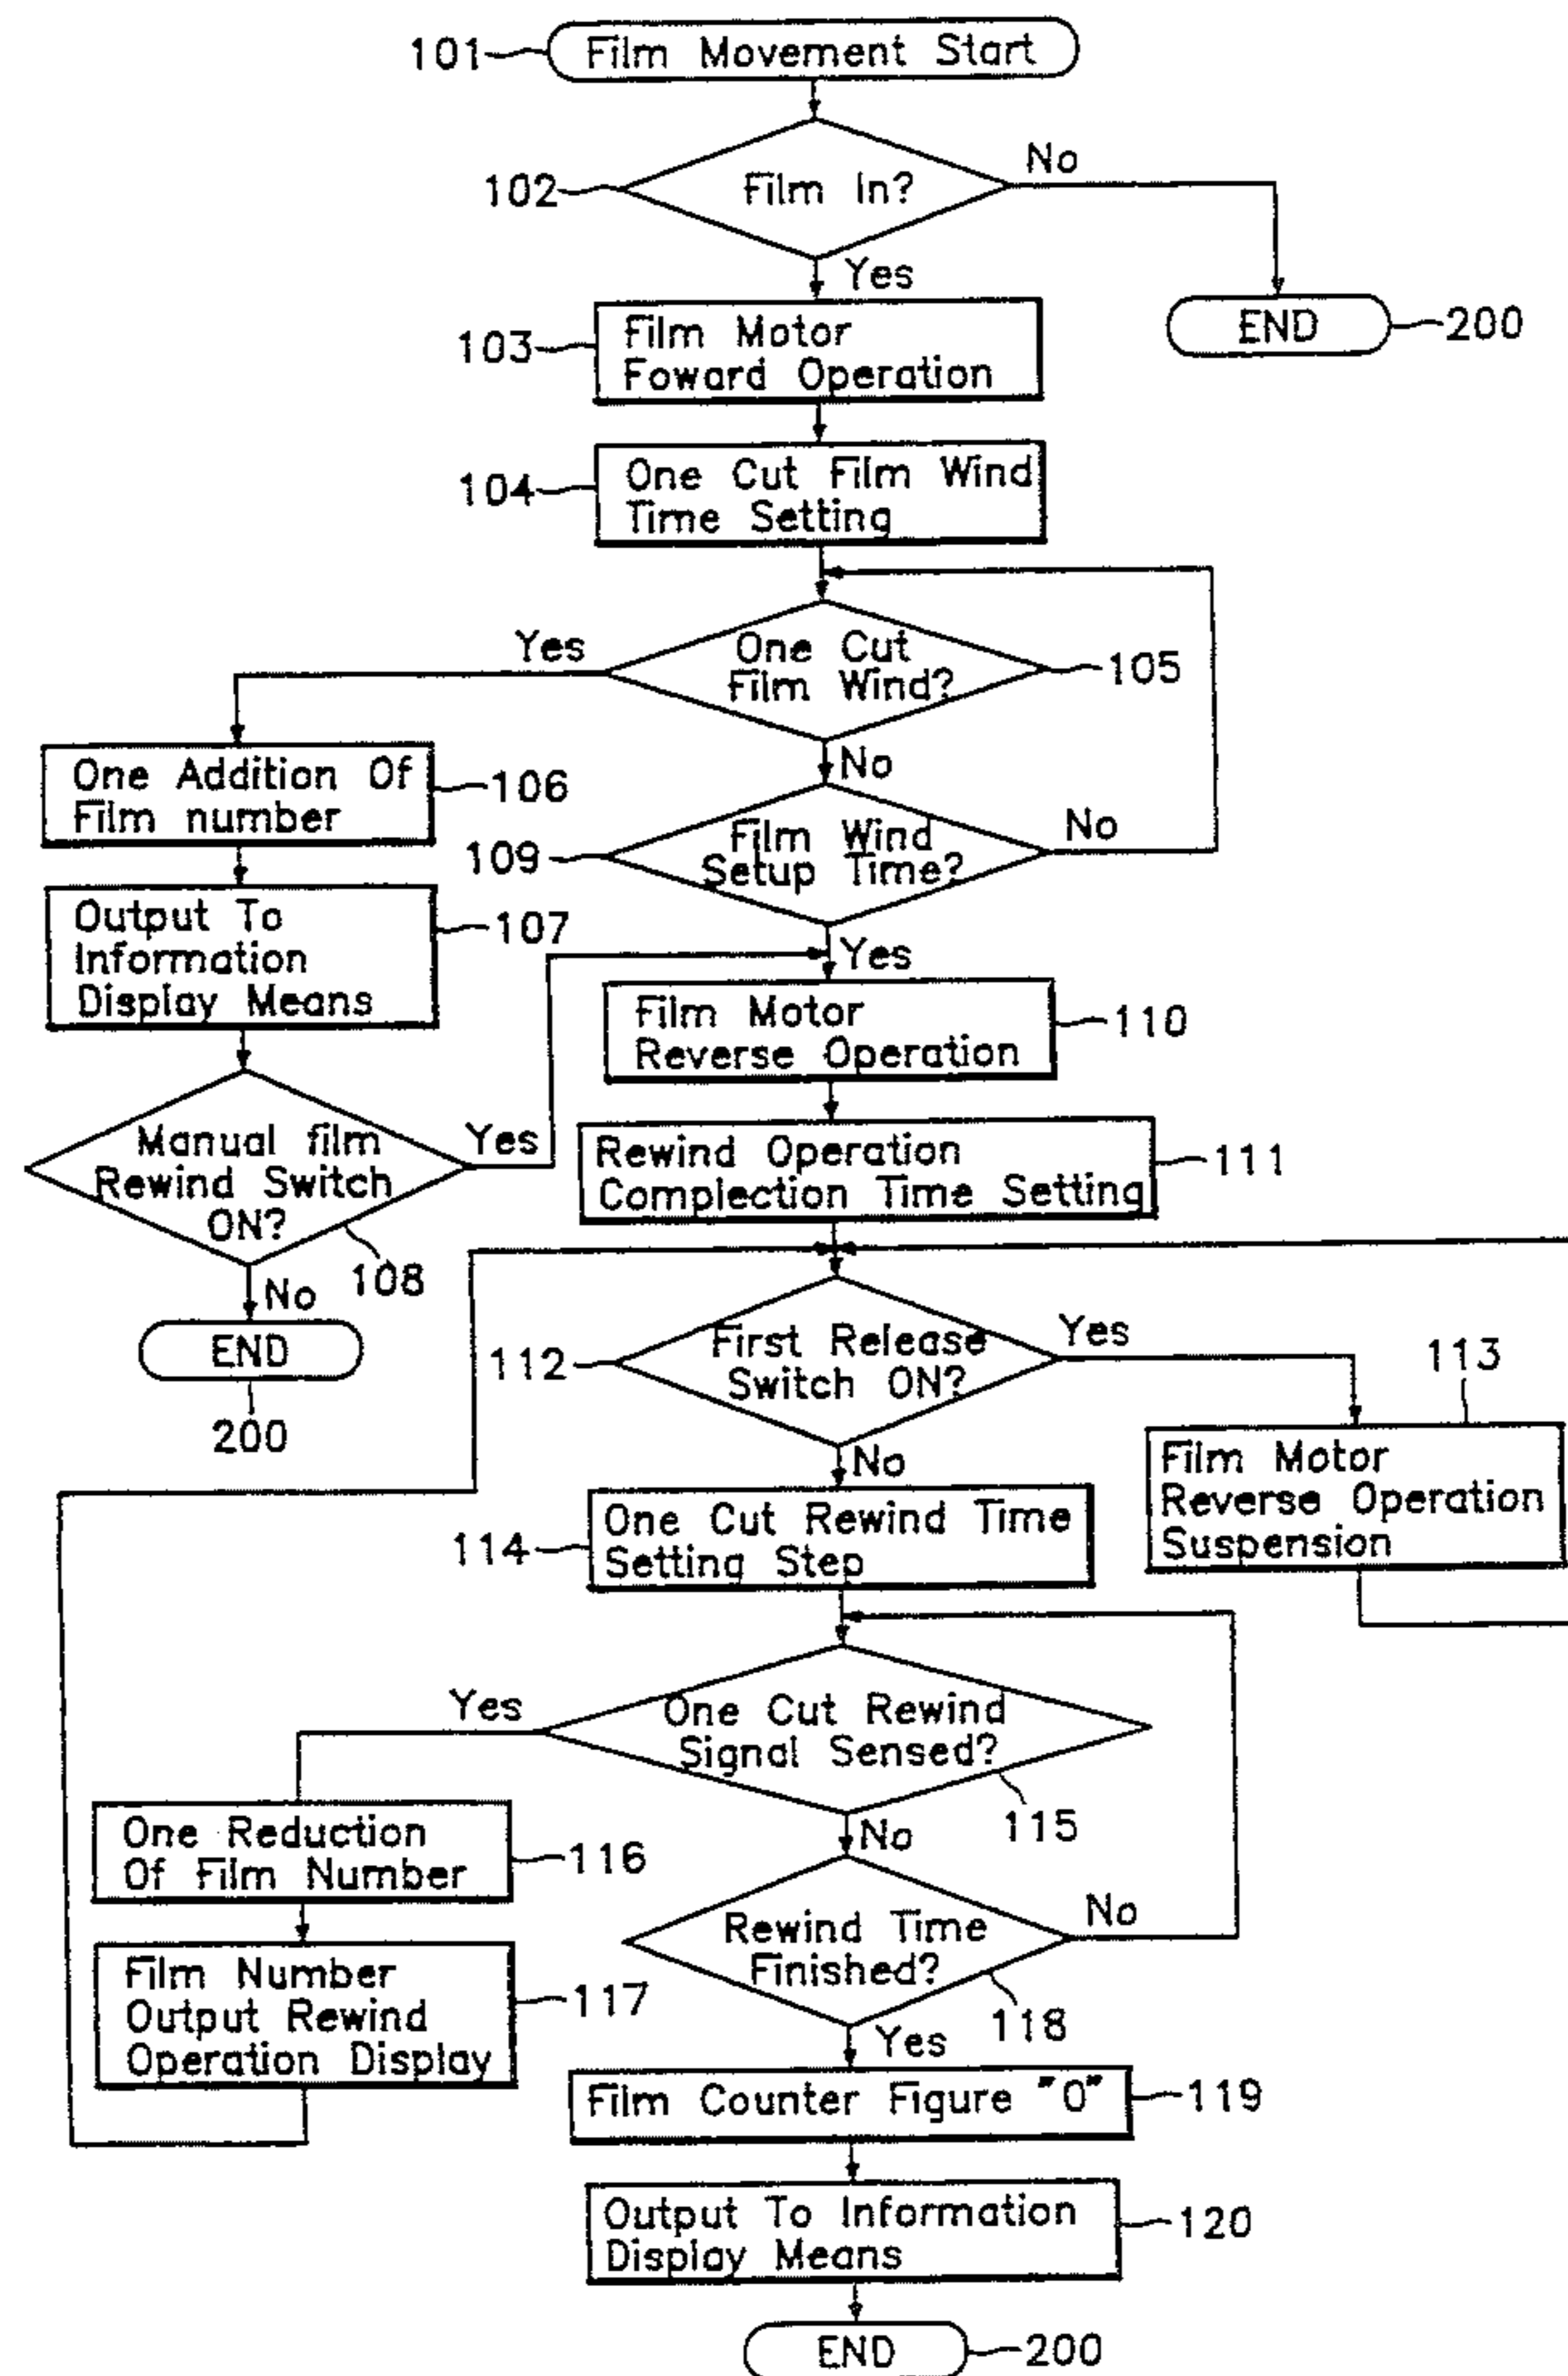 101
Film Movement Start
102
Film In?
No
Yes
END
200
103
Film Motor
Foward Operation
104
One Cut Film Wind
Time Setting
Yes
One Cut
Film Wind?
105
No
One Addition Of
Film number
106
109
Film Wind
Setup Time?
No
Yes
Output To
Information
Display Means
107
Film Motor
Reverse Operation
110
Manual film
Rewind Switch
ON?
Yes
108
No
END
200
Rewind Operation
Complection Time Setting
111
112
First Release
Switch ON?
Yes
No
113
Film Motor
Reverse Operation
Suspension
114
One Cut Rewind Time
Setting Step
Yes
One Cut Rewind
Signal Sensed?
115
No
One Reduction
Of Film Number
116
Rewind Time
Finished?
No
118
Yes
Film Number
Output Rewind
Operation Display
117
Film Counter Figure "0"
119
Output To Information
Display Means
120
END
200